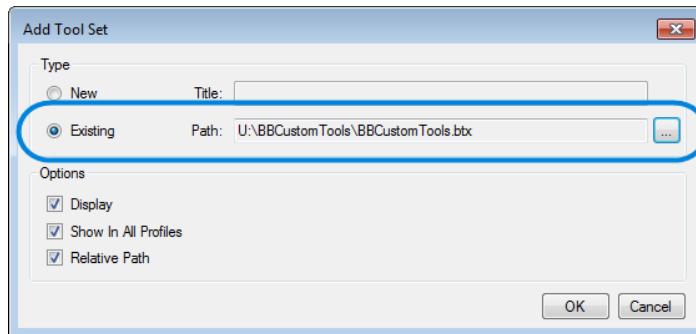 Add Tool Set
Type
New Title:
Existing Path: U:\BBCustomTools\BBCustomTools.btx ...
Options
Display
Show In All Profiles
Relative Path
OK Cancel